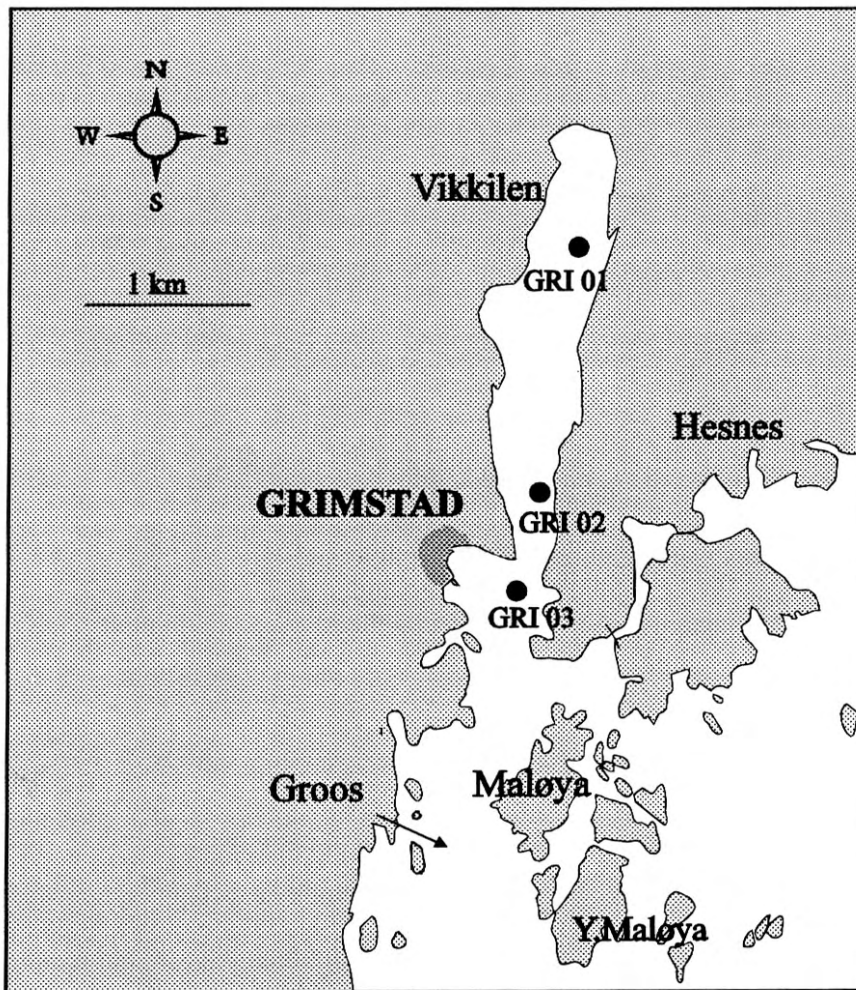 N
W E
S
1 km
Vikkilen
GRI 01
Hesnes
GRIMSTAD
GRI 02
GRI 03
Groos
Maløya
Y.Maløya